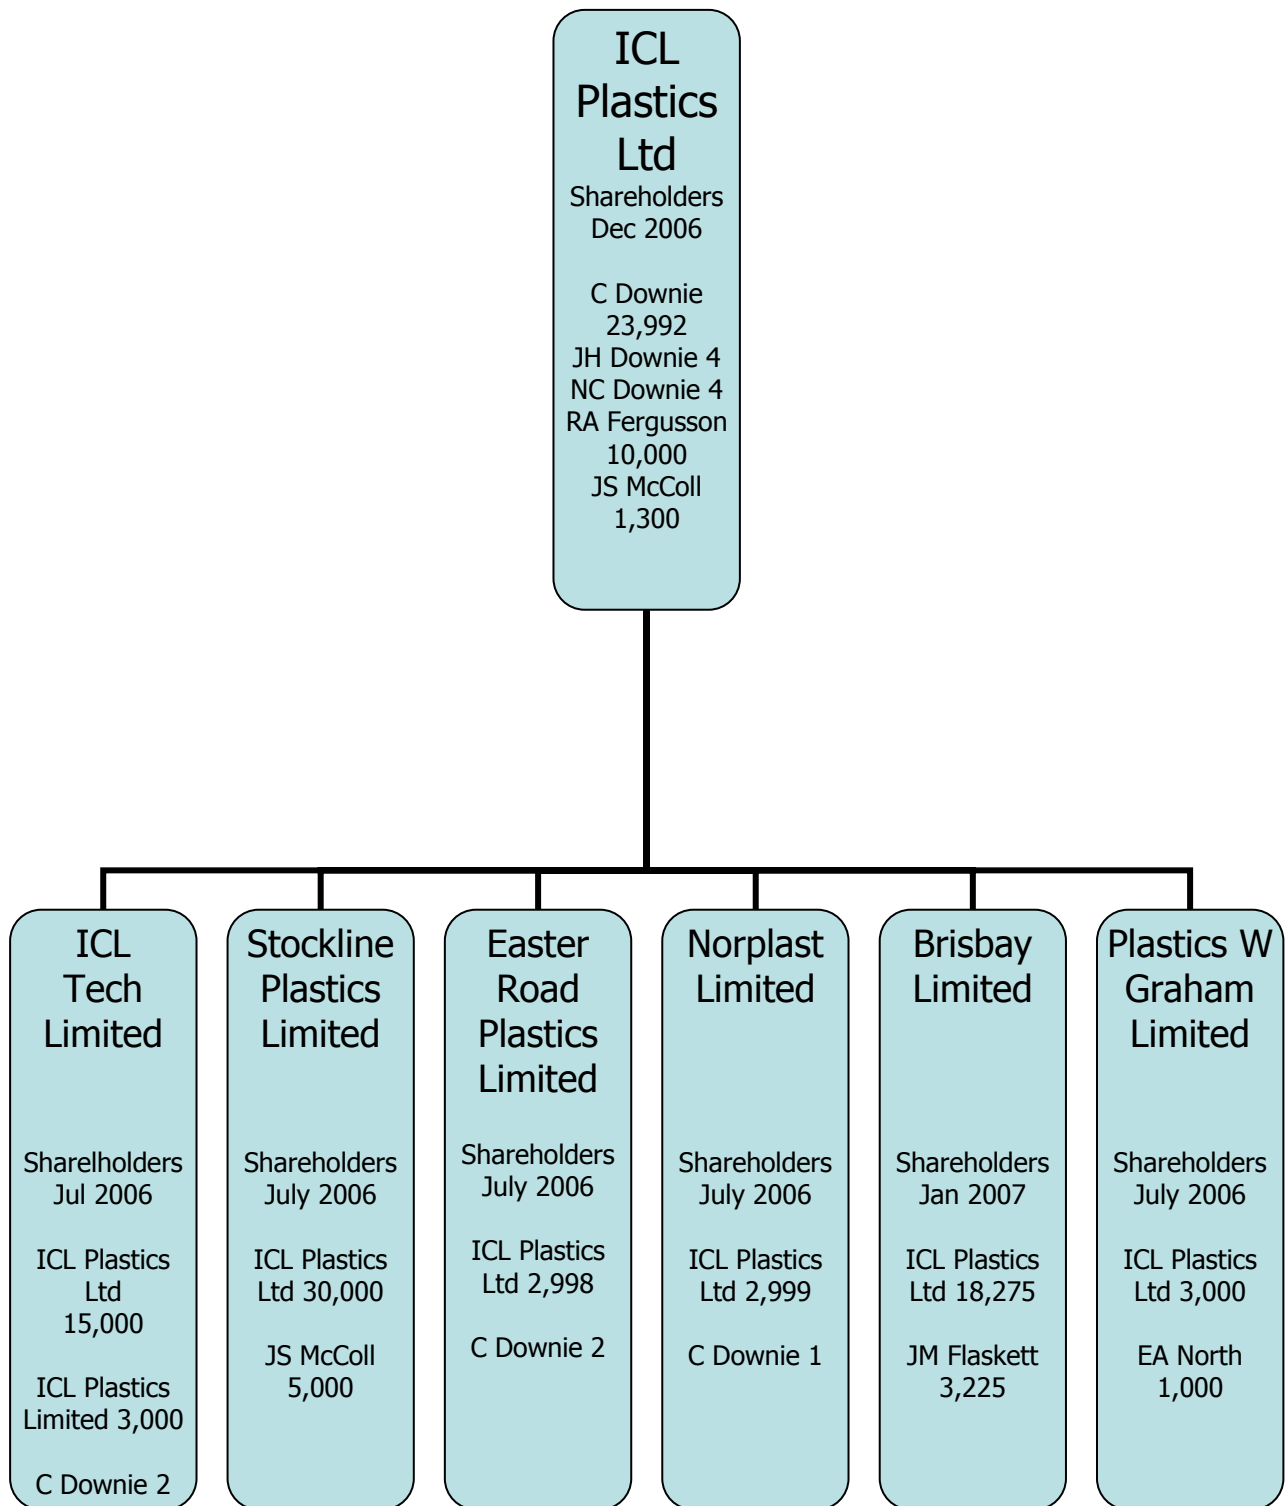 ICL
Plastics
Ltd
Shareholders
Dec 2006
C Downie
23,992
JH Downie 4
NC Downie 4
RA Fergusson
10,000
JS McColl
1,300
ICL
Tech
Limited
Sharelholders
Jul 2006
ICL Plastics
Ltd
15,000
ICL Plastics
Limited 3,000
C Downie 2
Stockline
Plastics
Limited
Shareholders
July 2006
ICL Plastics
Ltd 30,000
JS McColl
5,000
Easter
Road
Plastics
Limited
Shareholders
July 2006
ICL Plastics
Ltd 2,998
C Downie 2
Norplast
Limited
Shareholders
July 2006
ICL Plastics
Ltd 2,999
C Downie 1
Brisbay
Limited
Shareholders
Jan 2007
ICL Plastics
Ltd 18,275
JM Flaskett
3,225
Plastics W
Graham
Limited
Shareholders
July 2006
ICL Plastics
Ltd 3,000
EA North
1,000